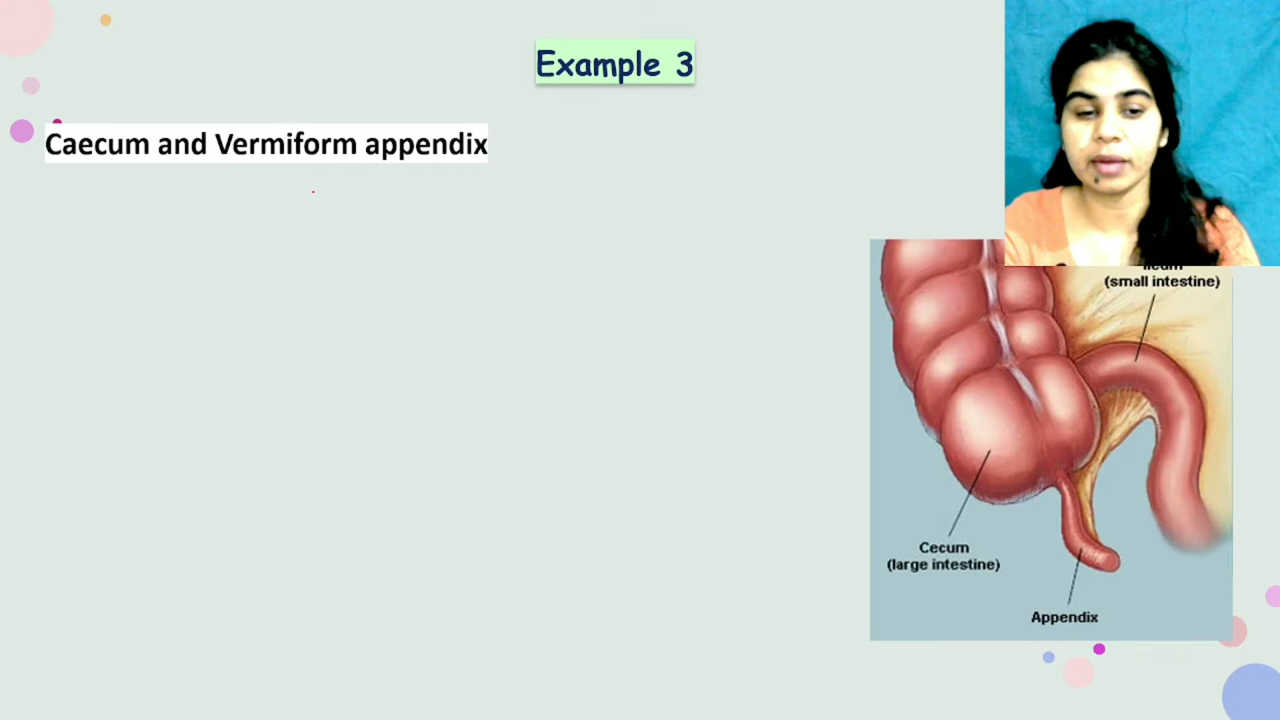 Example 3
Caecum and Vermiform appendix
(small intestine)
Cecum
(large intestine)
Appendix